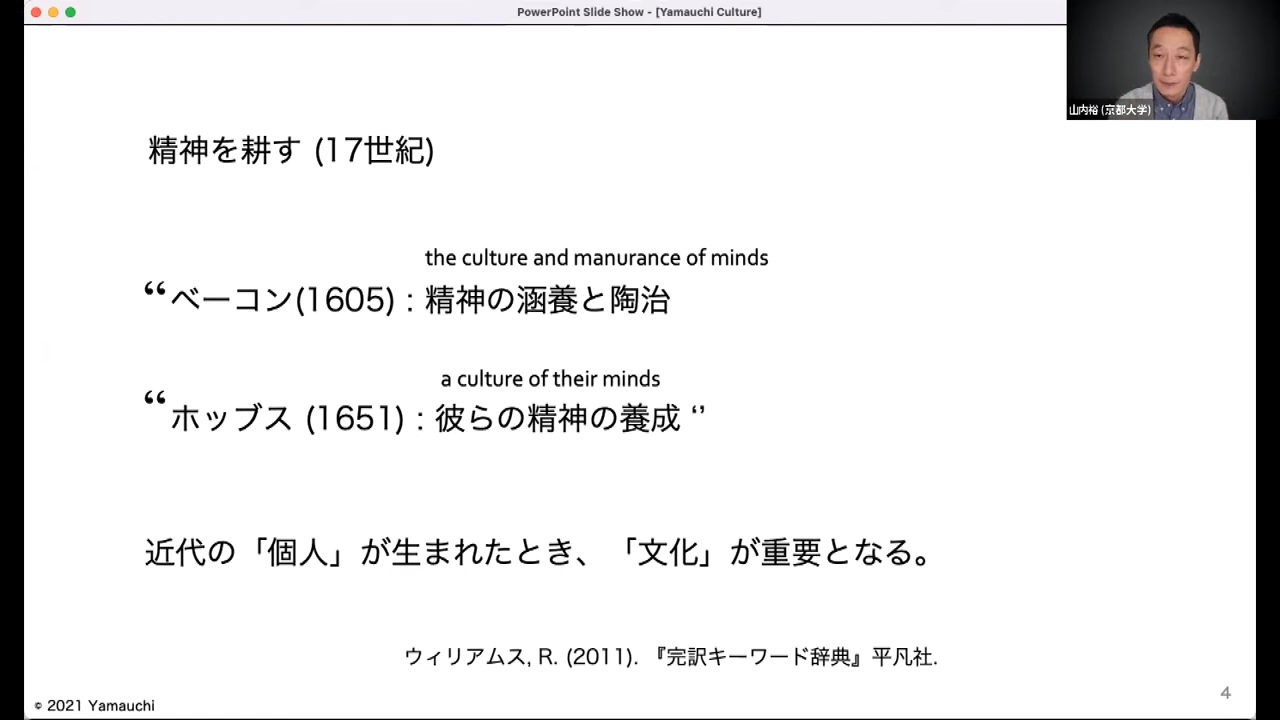 PowerPoint Slide Show - [Yamauchi Culture]
山内裕 (京都大学)
精神を耕す (17世紀)
the culture and manurance of minds
“ベーコン(1605) : 精神の涵養と陶冶
a culture of their minds
“ホッブス (1651) : 彼らの精神の養成 ‘’
近代の「個人」が生まれたとき、「文化」が重要となる。
ウィリアムス, R. (2011). 『完訳キーワード辞典』平凡社.
4
© 2021 Yamauchi